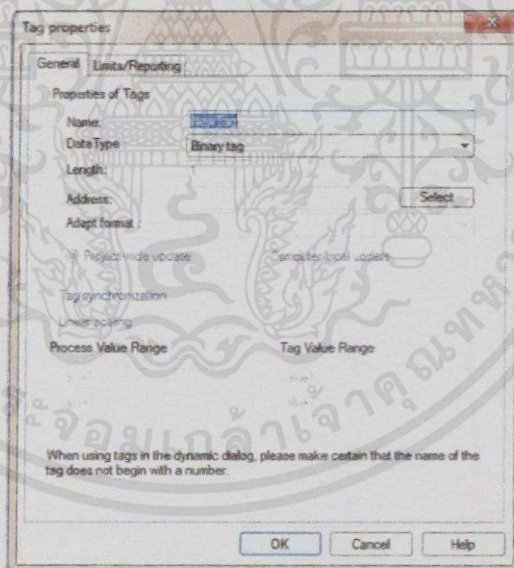 Tag properties
General Limits/Reporting
Properties of Tags
Name:
DataType: Binary tag
Length:
Address: Select
Adapt format
Project-wide update Computer-local update
Tag synchronization
Linear scaling
Process Value Range Tag Value Range
When using tags in the dynamic dialog, please make certain that the name of the
tag does not begin with a number.
OK Cancel Help